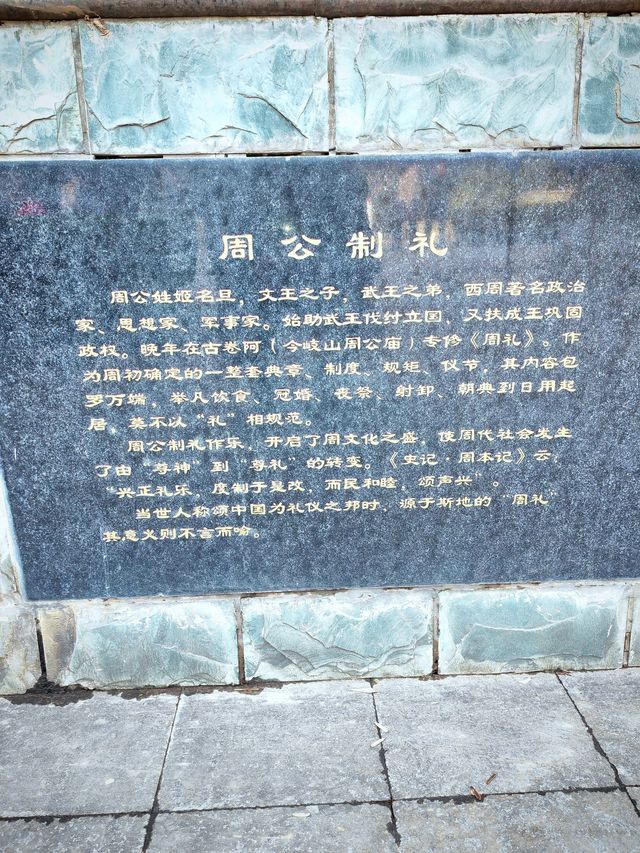 周公制礼
周公姓姬名旦，文王之子，武王之弟，西周著名政治
家、思想家、军事家。始助武王伐纣立国，又扶成王巩固
政权。晚年在古卷阿（今岐山周公庙）专修《周礼》。作
为周初确定的一整套典章、制度、规矩、仪节，其内容包
罗万端，举凡饮食、冠婚、丧祭、射卸、朝典到日用起
居、莫不以“礼”相规范。
周公制礼作乐，开启了周文化之盛，使周代社会发生
了由“尊神”到“尊礼”的转变。《史记·周本记》云，
“兴正礼乐，度制于是改，而民和睦，颂声兴”。
当世人称颂中国为礼仪之邦时，源于斯地的“周礼”
其意义则不言而喻。